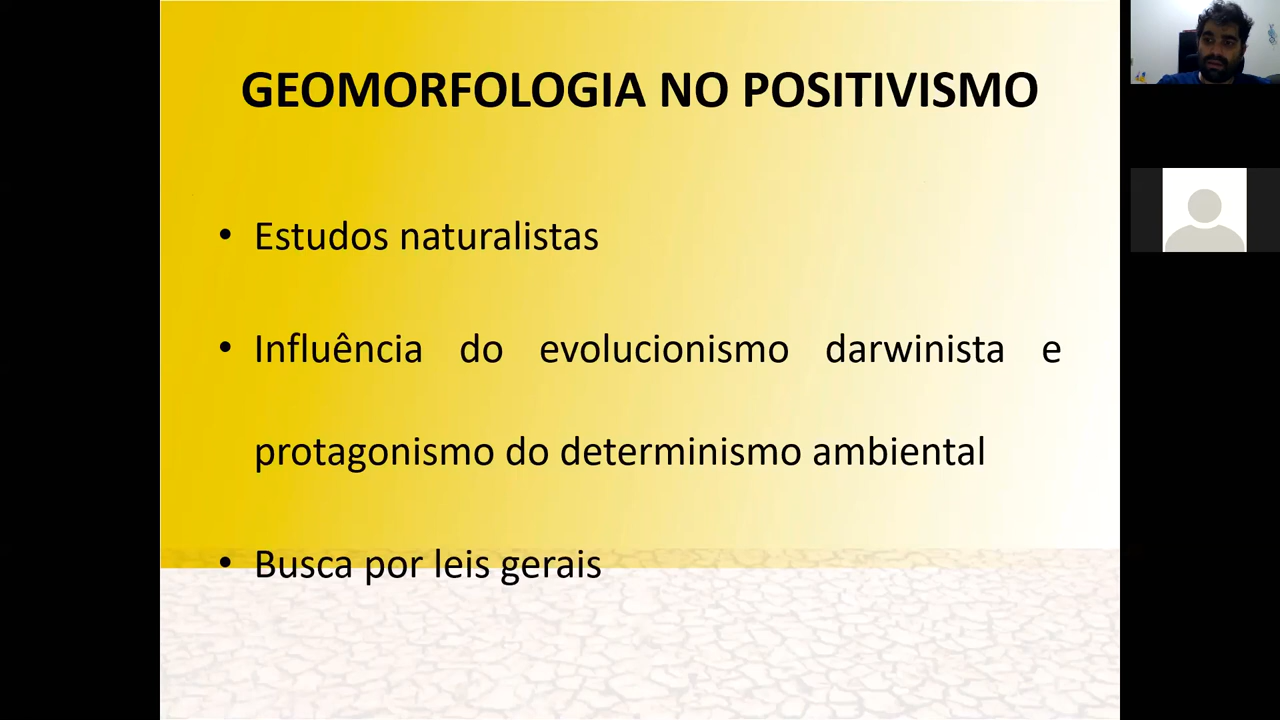 GEOMORFOLOGIA NO POSITIVISMO
• Estudos naturalistas
• Influência do evolucionismo darwinista e
protagonismo do determinismo ambiental
• Busca por leis gerais